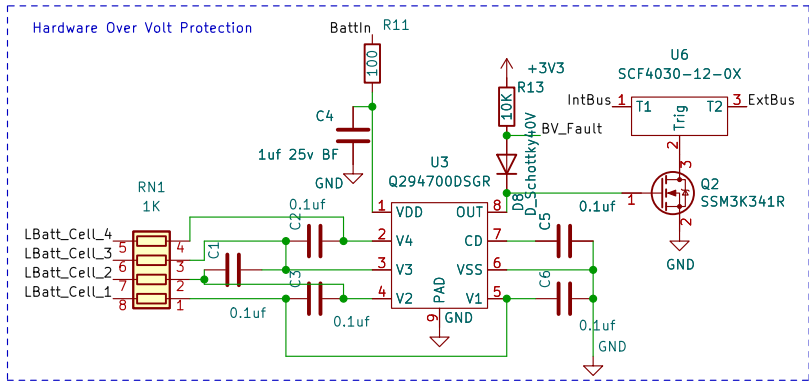 Hardware Over Volt Protection
BattIn
R11
100
C4
1uf 25v BF
GND
+3V3
R13
10K
BV_Fault
D8
D_Schottky40V
U6
SCF4030-12-0X
IntBus
1
T1
Trig
T2
3
ExtBus
2
3
Q2
SSM3K341R
1
2
GND
RN1
1K
LBatt_Cell_4
5
4
LBatt_Cell_3
6
3
LBatt_Cell_2
7
2
LBatt_Cell_1
8
1
C1
0.1uf
C2
0.1uf
C3
0.1uf
U3
Q294700DSGR
1
VDD
OUT
8
2
V4
CD
7
3
V3
VSS
6
4
V2
V1
5
PAD
9
GND
0.1uf
C5
C6
0.1uf
GND